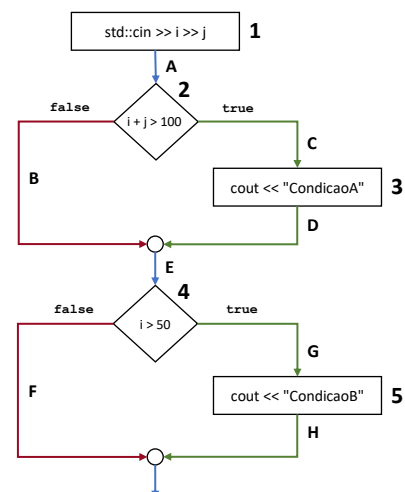 std::cin >> i >> j
1
A
2
false
i + j > 100
true
B
C
cout << "CondicaoA"
3
D
E
4
false
i > 50
true
F
G
cout << "CondicaoB"
5
H